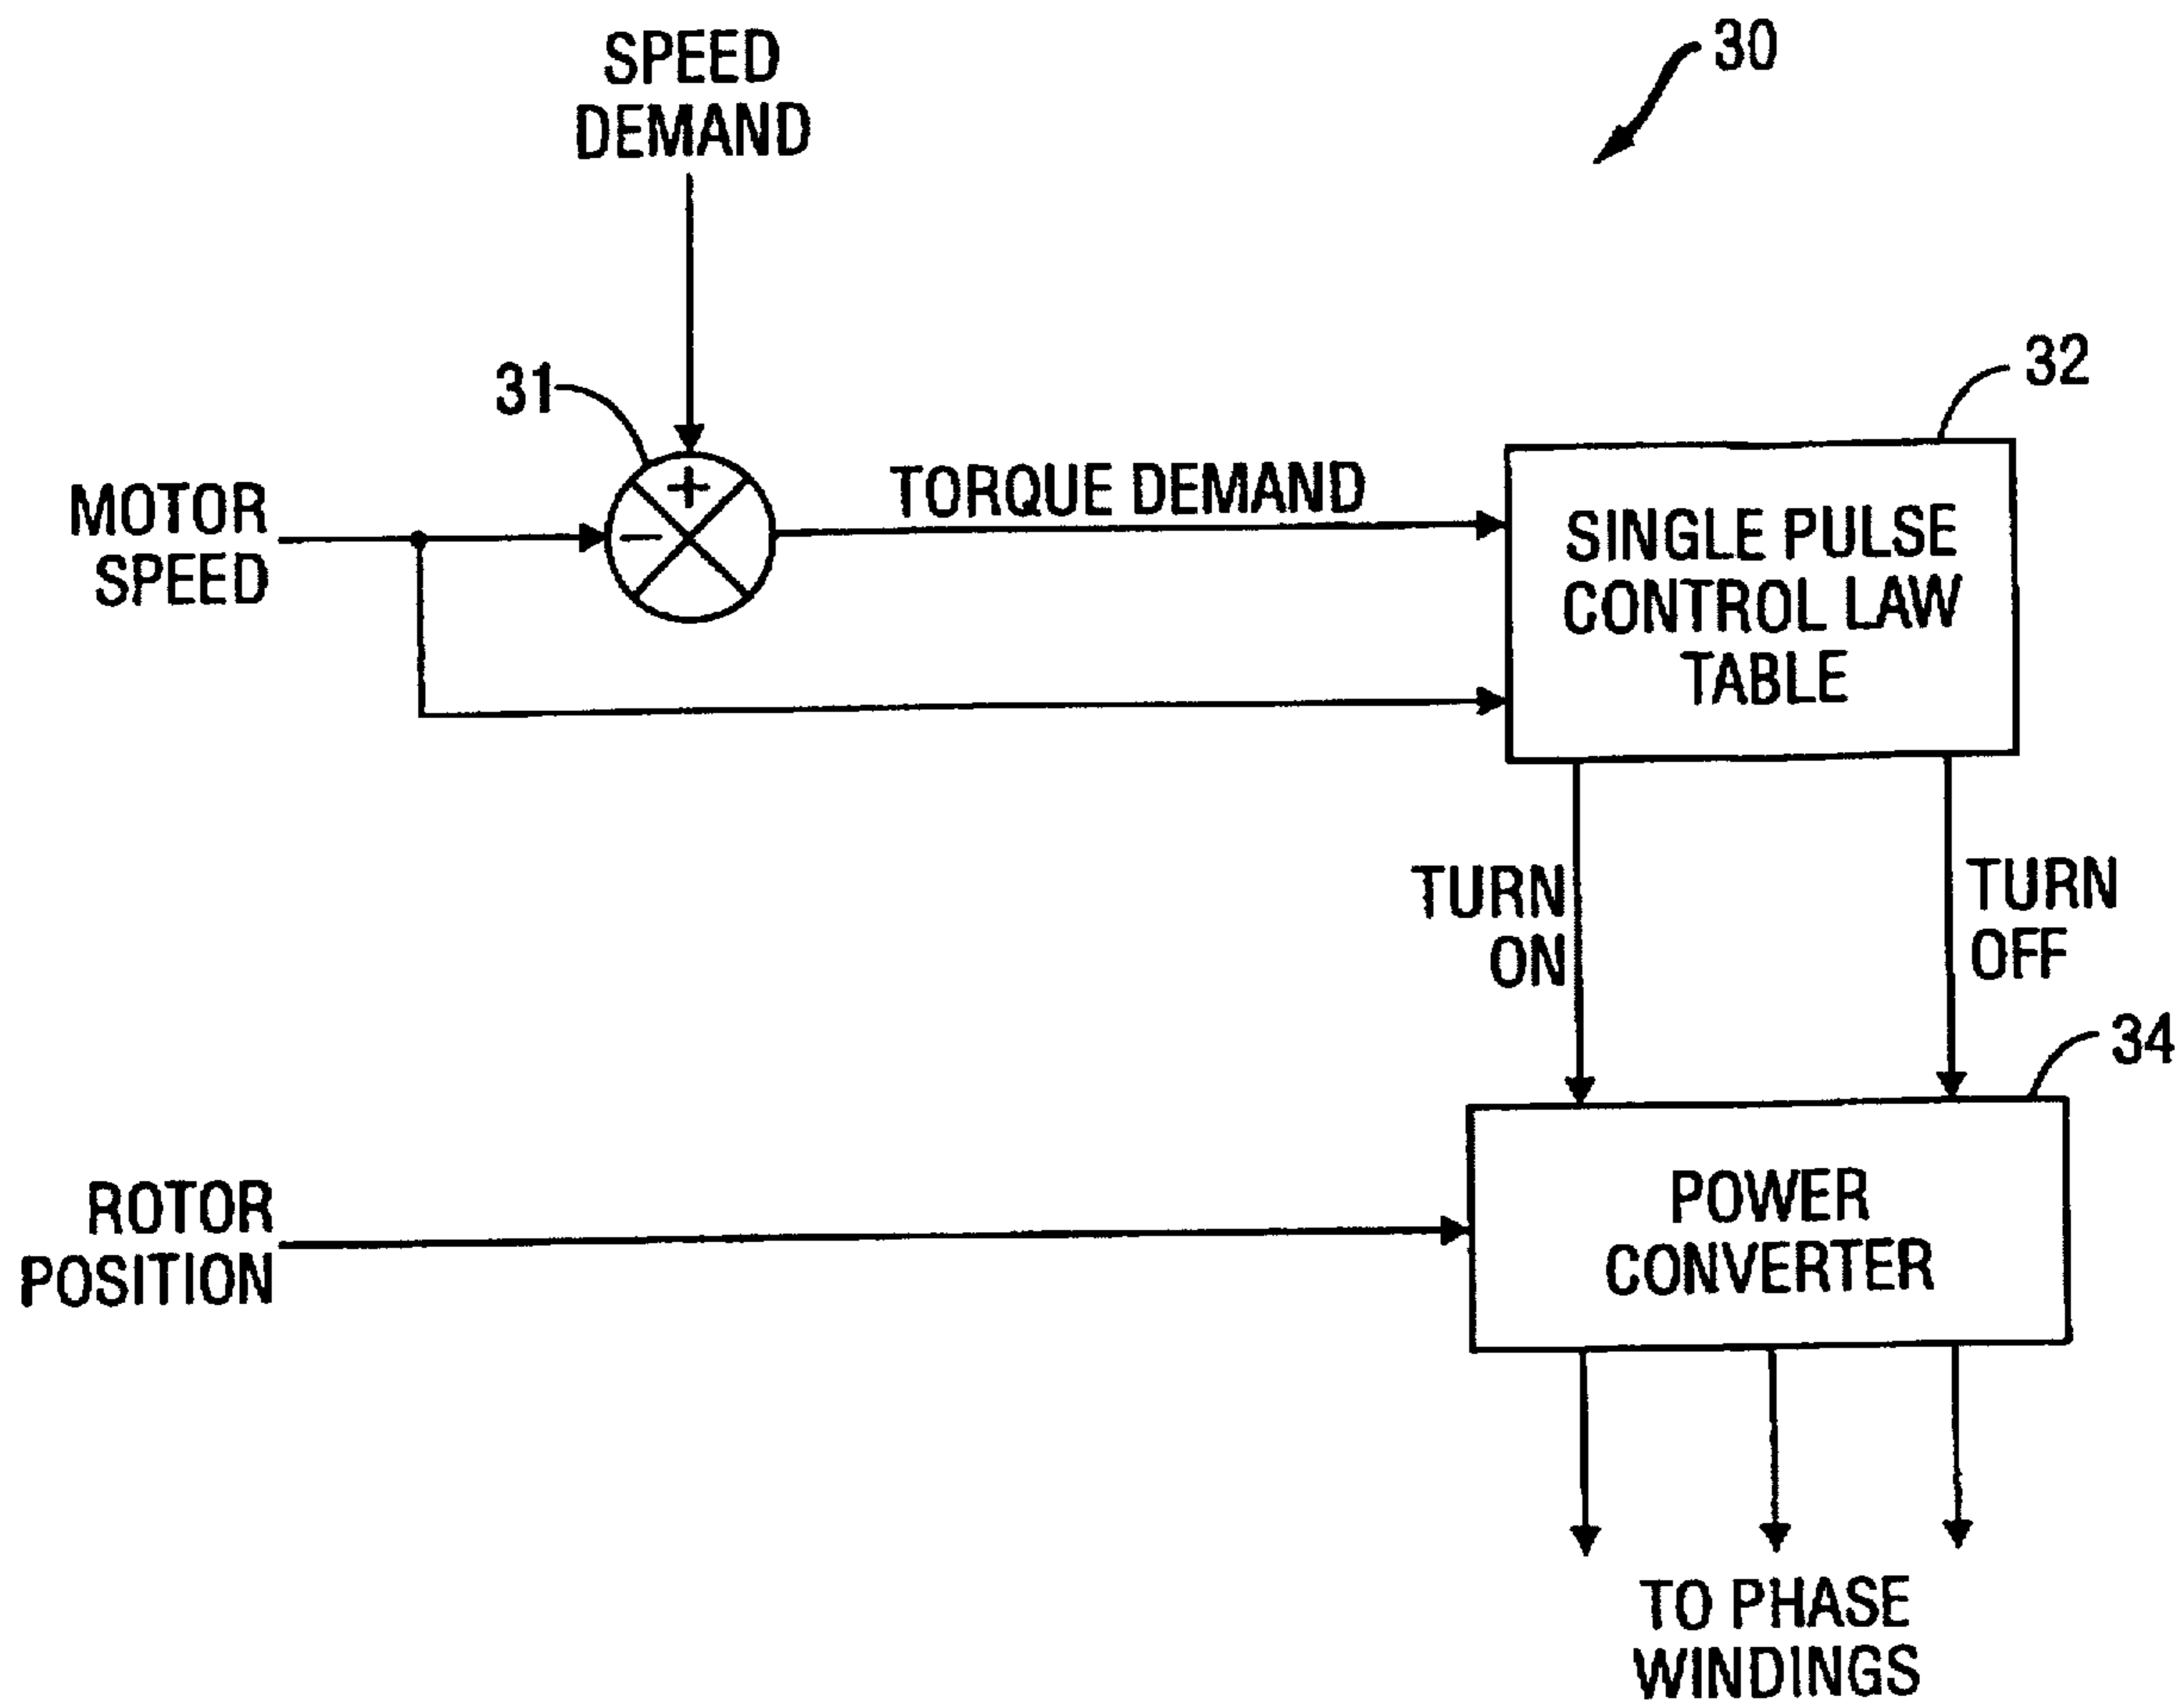 SPEED
DEMAND
30
31
32
+
−
MOTOR
SPEED
TORQUE DEMAND
SINGLE PULSE
CONTROL LAW
TABLE
TURN
ON
TURN
OFF
34
ROTOR
POSITION
POWER
CONVERTER
TO PHASE
WINDINGS